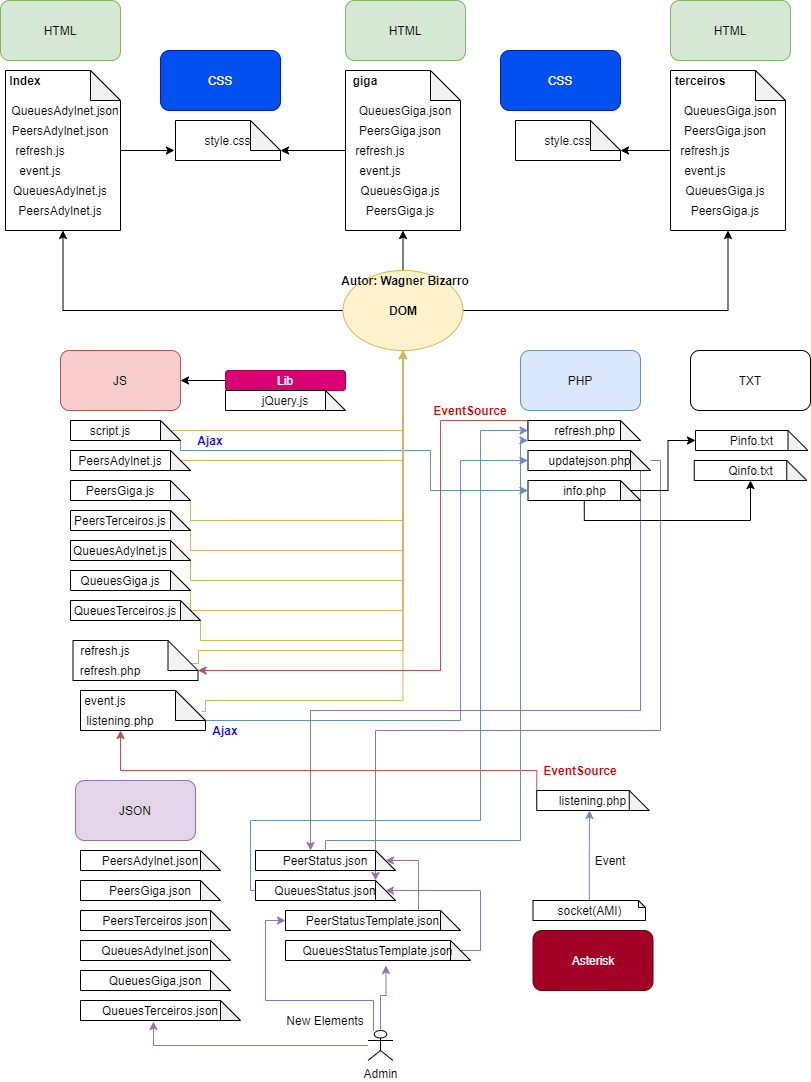 HTML
HTML
HTML
CSS
CSS
Index
QueuesAdylnet.json
PeersAdylnet.json
refresh.js
event.js
QueuesAdylnet.js
PeersAdylnet.js
style.css
giga
QueuesGiga.json
PeersGiga.json
refresh.js
event.js
QueuesGiga.js
PeersGiga.js
style.css
terceiros
QueuesGiga.json
PeersGiga.json
refresh.js
event.js
QueuesGiga.js
PeersGiga.js
Autor: Wagner Bizarro
DOM
JS
Lib
jQuery.js
PHP
TXT
EventSource
script.js
Ajax
PeersAdylnet.js
PeersGiga.js
PeersTerceiros.js
QueuesAdylnet.js
QueuesGiga.js
QueuesTerceiros.js
refresh.js
refresh.php
event.js
listening.php
Ajax
refresh.php
updatejson.php
info.php
Pinfo.txt
Qinfo.txt
EventSource
listening.php
Event
socket(AMI)
Asterisk
JSON
PeersAdylnet.json
PeersGiga.json
PeersTerceiros.json
QueuesAdylnet.json
QueuesGiga.json
QueuesTerceiros.json
PeerStatus.json
QueuesStatus.json
PeerStatusTemplate.json
QueuesStatusTemplate.json
New Elements
Admin